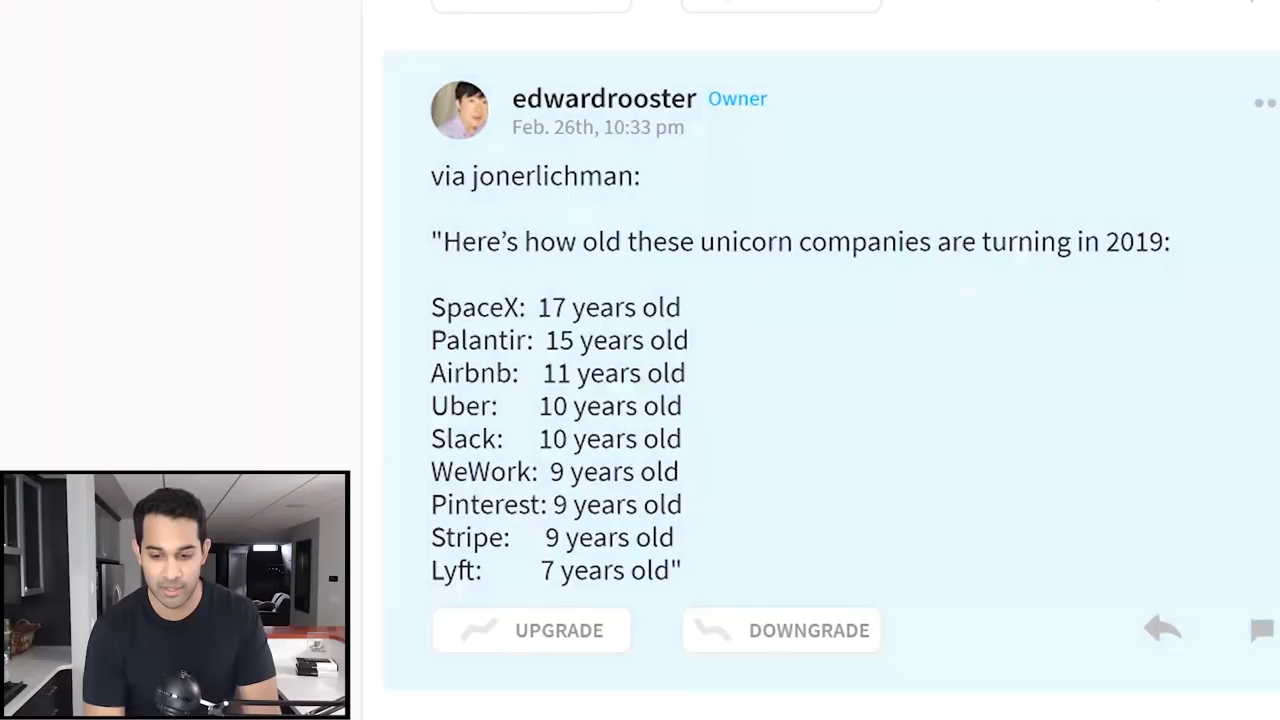 edwardrooster Owner
Feb. 26th, 10:33 pm
via jonerlichman:
"Here’s how old these unicorn companies are turning in 2019:
SpaceX: 17 years old
Palantir: 15 years old
Airbnb: 11 years old
Uber: 10 years old
Slack: 10 years old
WeWork: 9 years old
Pinterest: 9 years old
Stripe: 9 years old
Lyft: 7 years old"
UPGRADE DOWNGRADE